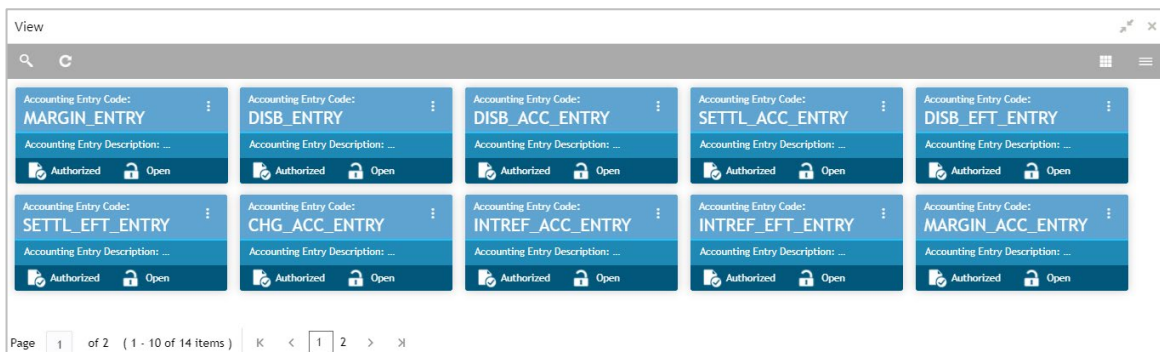 View
Accounting Entry Code: Accounting Entry Code: Accounting Entry Code: Accounting Entry Code: Accounting Entry Code:
MARGIN_ENTRY DISB_ENTRY DISB_ACC_ENTRY SETTL_ACC_ENTRY DISB_EFT_ENTRY
Accounting Entry Description: ... Accounting Entry Description: ... Accounting Entry Description: ... Accounting Entry Description: ... Accounting Entry Description: ...
Authorized Open Authorized Open Authorized Open Authorized Open Authorized Open
Accounting Entry Code: Accounting Entry Code: Accounting Entry Code: Accounting Entry Code: Accounting Entry Code:
SETTL_EFT_ENTRY CHG_ACC_ENTRY INTREF_ACC_ENTRY INTREF_EFT_ENTRY MARGIN_ACC_ENTRY
Accounting Entry Description: ... Accounting Entry Description: ... Accounting Entry Description: ... Accounting Entry Description: ... Accounting Entry Description: ...
Authorized Open Authorized Open Authorized Open Authorized Open Authorized Open
Page 1 of 2 ( 1 - 10 of 14 items ) 1 2